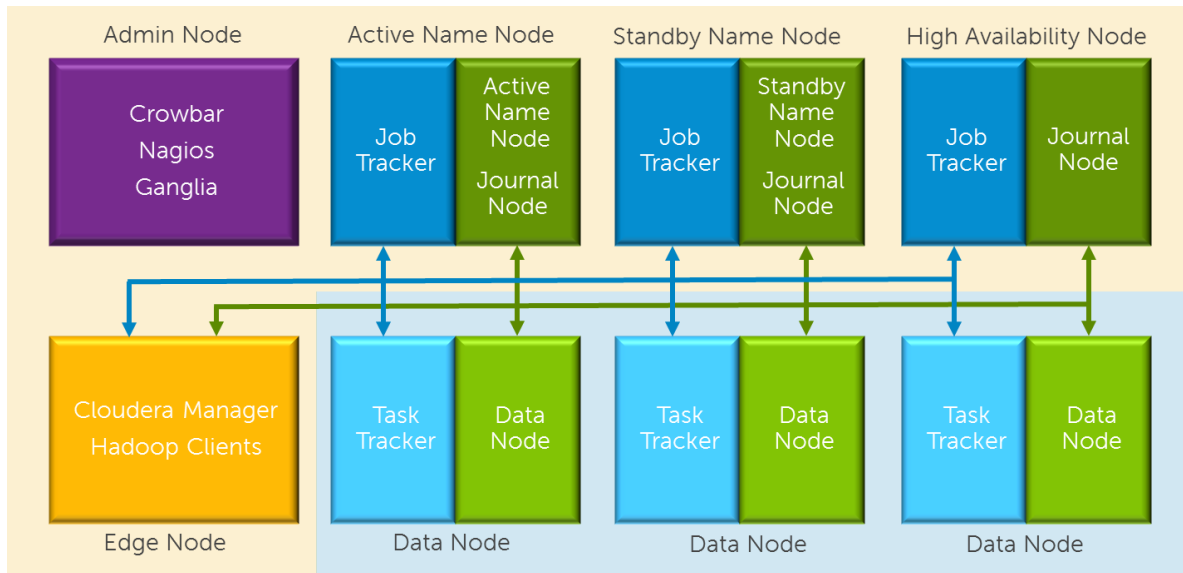 Admin Node
Active Name Node
Standby Name Node
High Availability Node
Crowbar
Nagios
Ganglia
Job
Tracker
Active
Name
Node
Journal
Node
Job
Tracker
Standby
Name
Node
Journal
Node
Job
Tracker
Journal
Node
Cloudera Manager
Hadoop Clients
Task
Tracker
Data
Node
Task
Tracker
Data
Node
Task
Tracker
Data
Node
Edge Node
Data Node
Data Node
Data Node